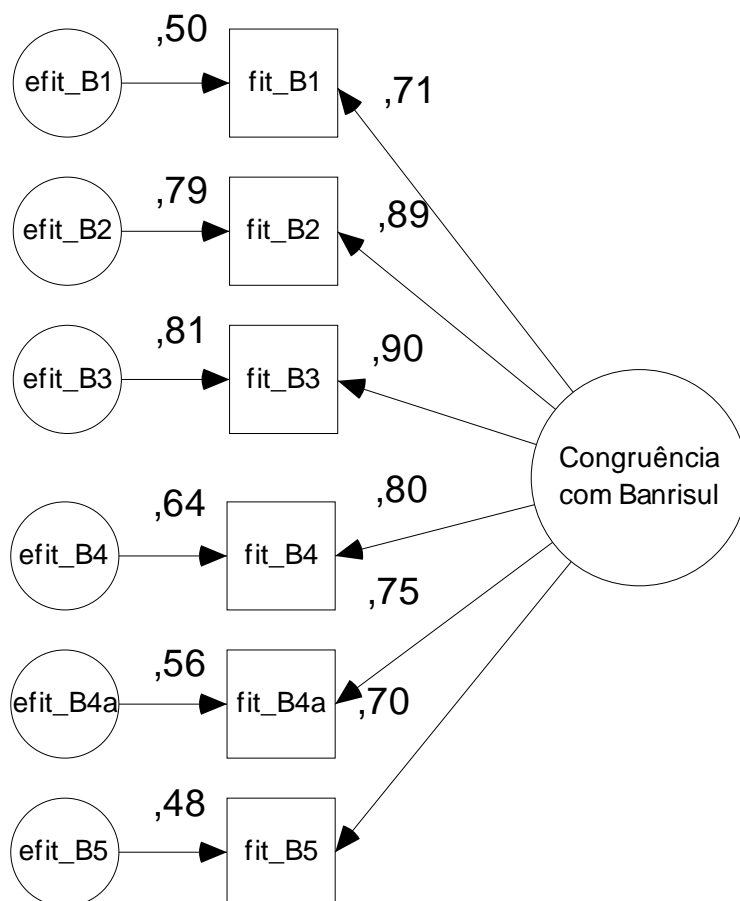 ,50
efit_B1
fit_B1
,71
,79
efit_B2
fit_B2
,89
,81
efit_B3
fit_B3
,90
Congruência
com Banrisul
,64
efit_B4
fit_B4
,80
,75
,56
efit_B4a
fit_B4a
,70
,48
efit_B5
fit_B5